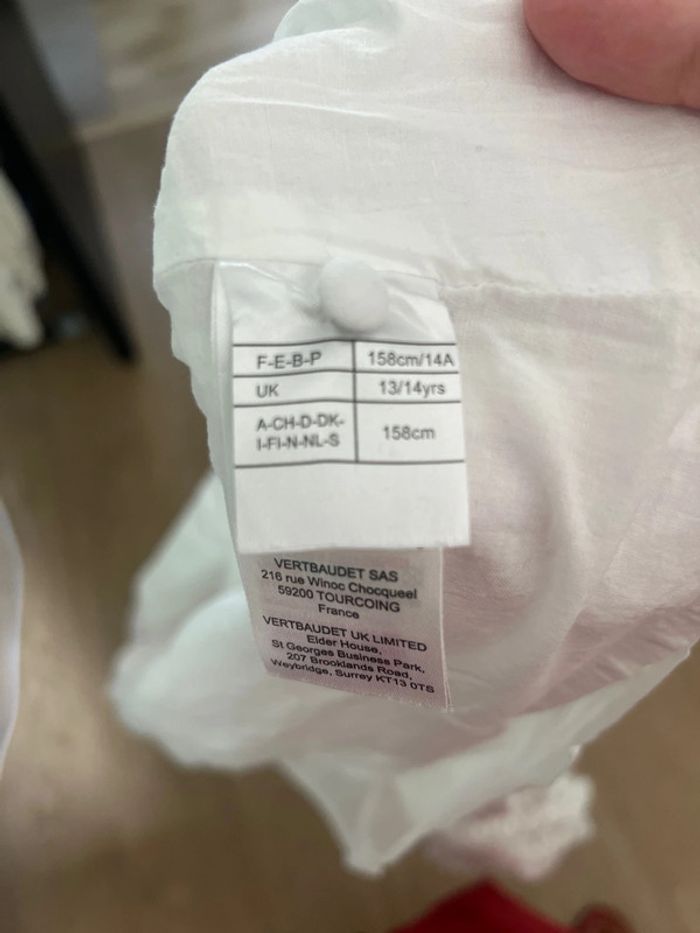 F-E-B-P 158cm/14A
UK 13/14yrs
A-CH-D-DK-
I-FI-N-NL-S 158cm
VERTBAUDET SAS
216 rue Winoc Chocqueel
59200 TOURCOING
France
VERTBAUDET UK LIMITED
Elder House,
St Georges Business Park,
207 Brooklands Road,
Weybridge, Surrey KT13 0TS